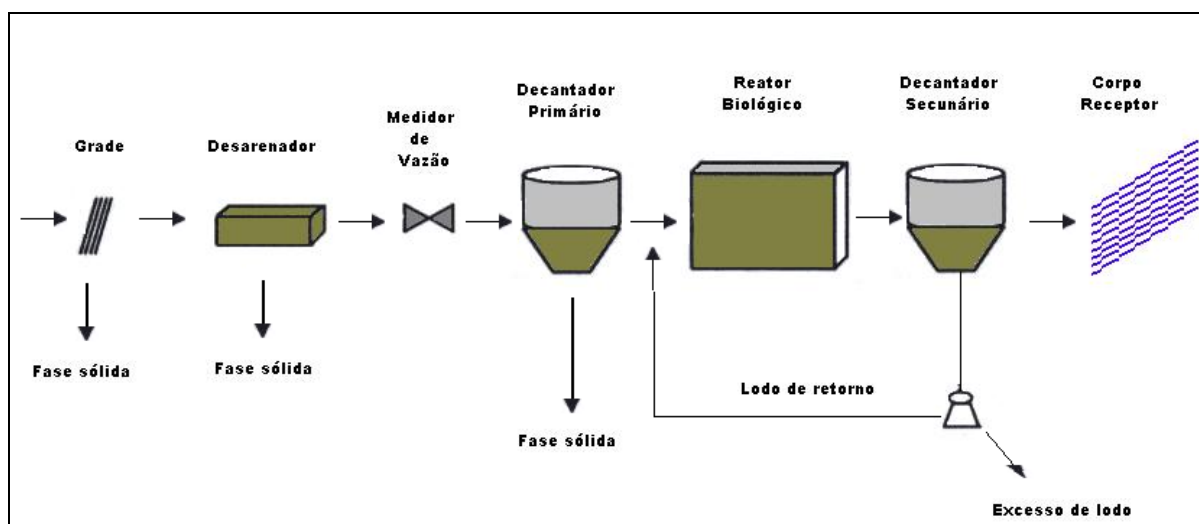 Grade
Desarenador
Medidor
de
Vazão
Decantador
Primário
Reator
Biológico
Decantador
Secunário
Corpo
Receptor
Fase sólida
Fase sólida
Fase sólida
Lodo de retorno
Excesso de lodo